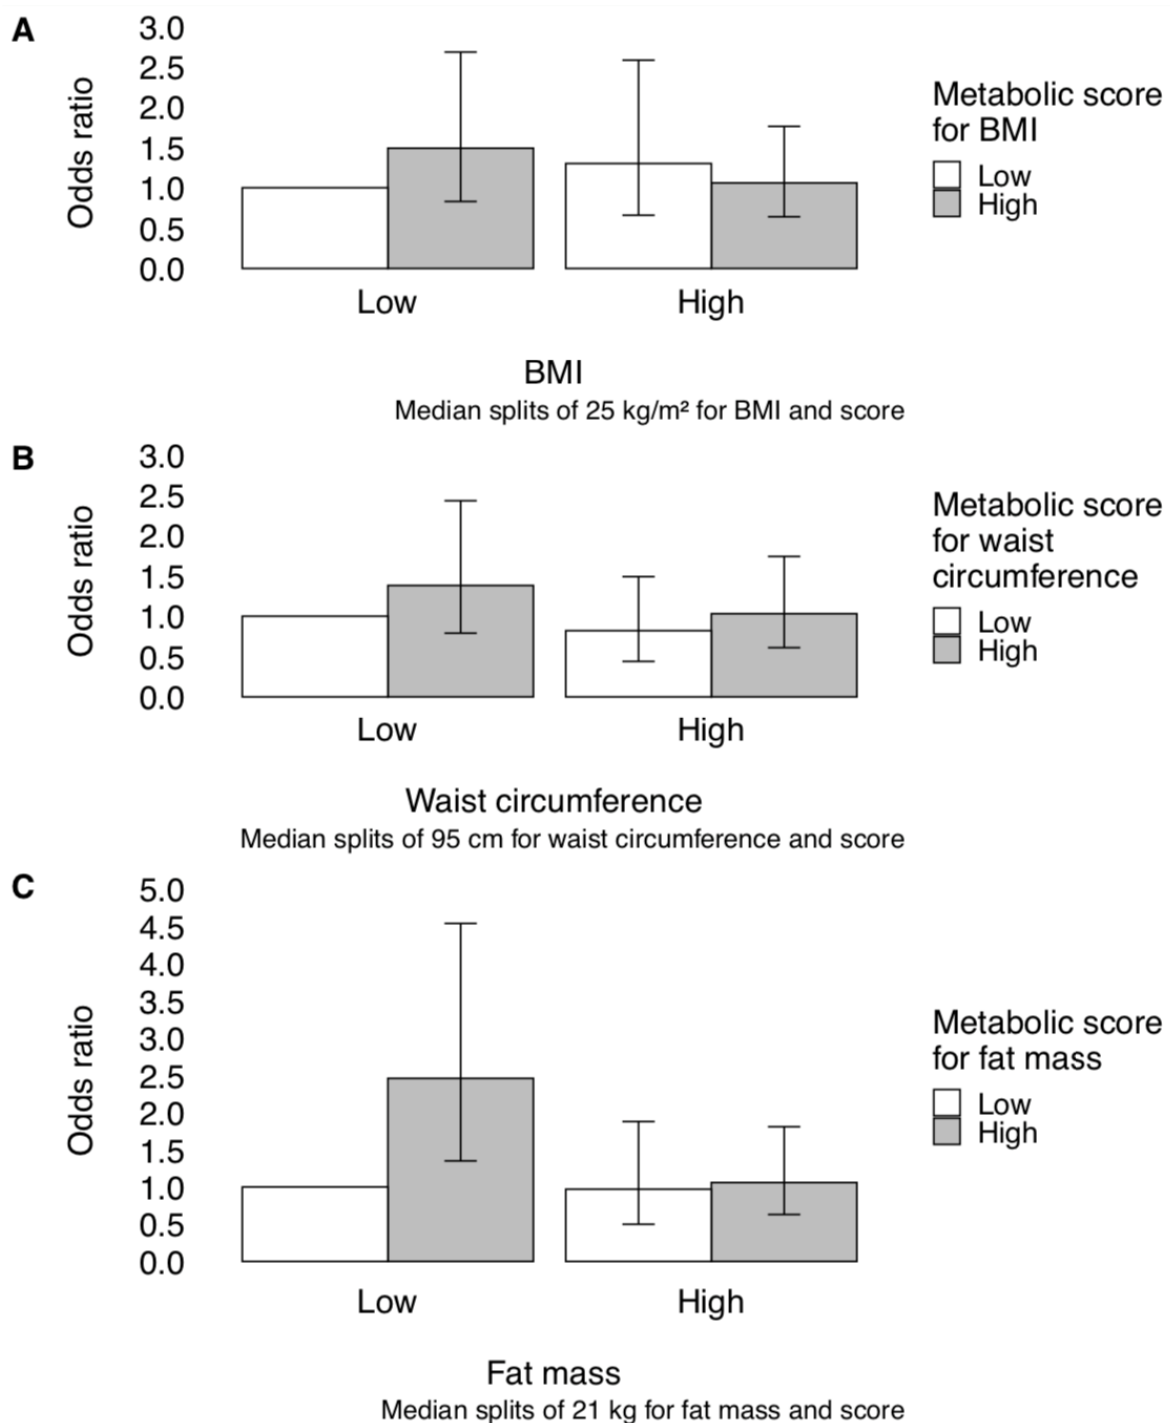 A
3.0
2.5
2.0
1.5
1.0
0.5
0.0
Odds ratio
Low
High
BMI
Median splits of 25 kg/m² for BMI and score
Metabolic score
for BMI
Low
High
B
3.0
2.5
2.0
1.5
1.0
0.5
0.0
Odds ratio
Low
High
Waist circumference
Median splits of 95 cm for waist circumference and score
Metabolic score
for waist
circumference
Low
High
C
5.0
4.5
4.0
3.5
3.0
2.5
2.0
1.5
1.0
0.5
0.0
Odds ratio
Low
High
Fat mass
Median splits of 21 kg for fat mass and score
Metabolic score
for fat mass
Low
High